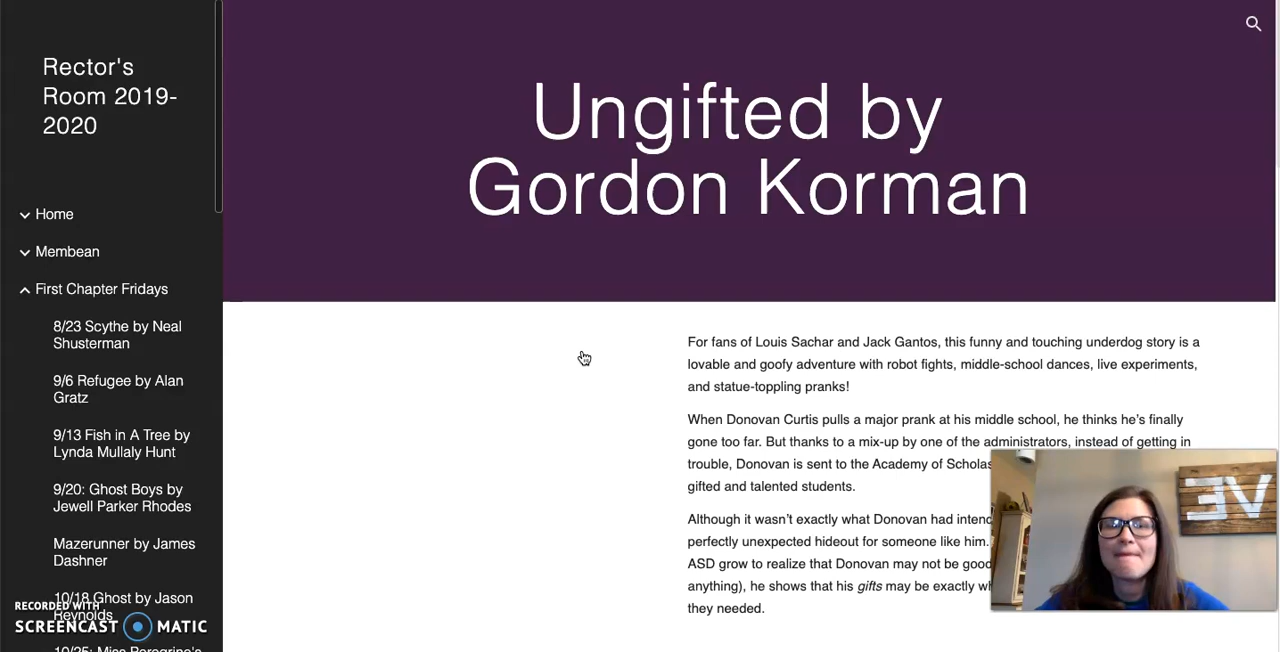 Rector's
Room 2019-
2020
Home
Membean
First Chapter Fridays
8/23 Scythe by Neal
Shusterman
9/6 Refugee by Alan
Gratz
9/13 Fish in A Tree by
Lynda Mullaly Hunt
9/20: Ghost Boys by
Jewell Parker Rhodes
Mazerunner by James
Dashner
10/18 Ghost by Jason
Reynolds
10/25: Miss Peregrine's
RECORDED WITH
SCREENCAST MATIC
Ungifted by
Gordon Korman
For fans of Louis Sachar and Jack Gantos, this funny and touching underdog story is a
lovable and goofy adventure with robot fights, middle-school dances, live experiments,
and statue-toppling pranks!
When Donovan Curtis pulls a major prank at his middle school, he thinks he's finally
gone too far. But thanks to a mix-up by one of the administrators, instead of getting in
trouble, Donovan is sent to the Academy of Scholas
gifted and talented students.
Although it wasn't exactly what Donovan had intend
perfectly unexpected hideout for someone like him.
ASD grow to realize that Donovan may not be good
anything), he shows that his gifts may be exactly wh
they needed.